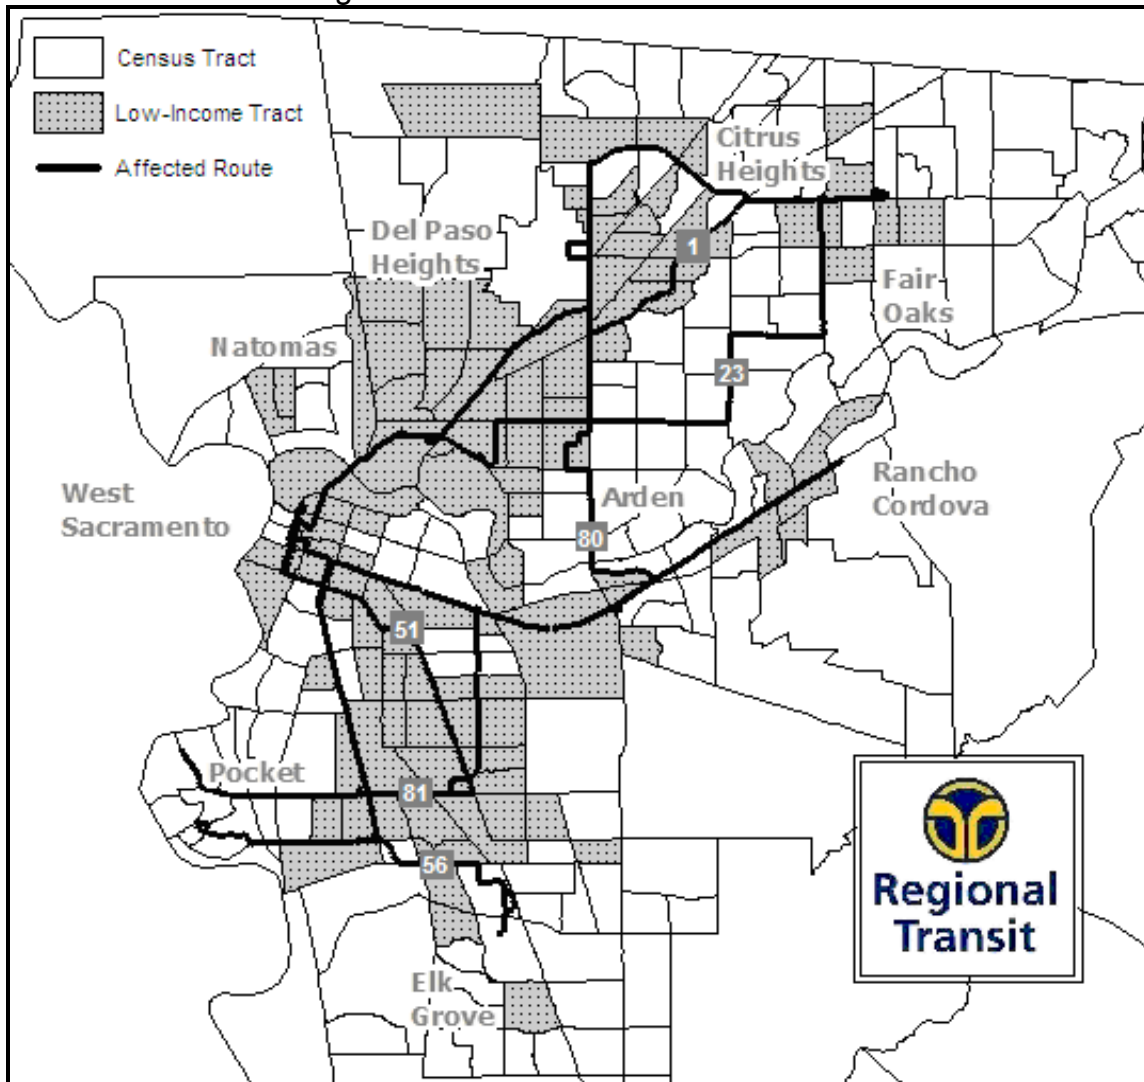 Census Tract
Low-Income Tract
Affected Route
Citrus
Heights
1
Del Paso
Heights
Fair
Oaks
Natomas
23
West
Sacramento
Arden
Rancho
Cordova
80
51
Pocket
81
56
Regional
Transit
Elk
Grove